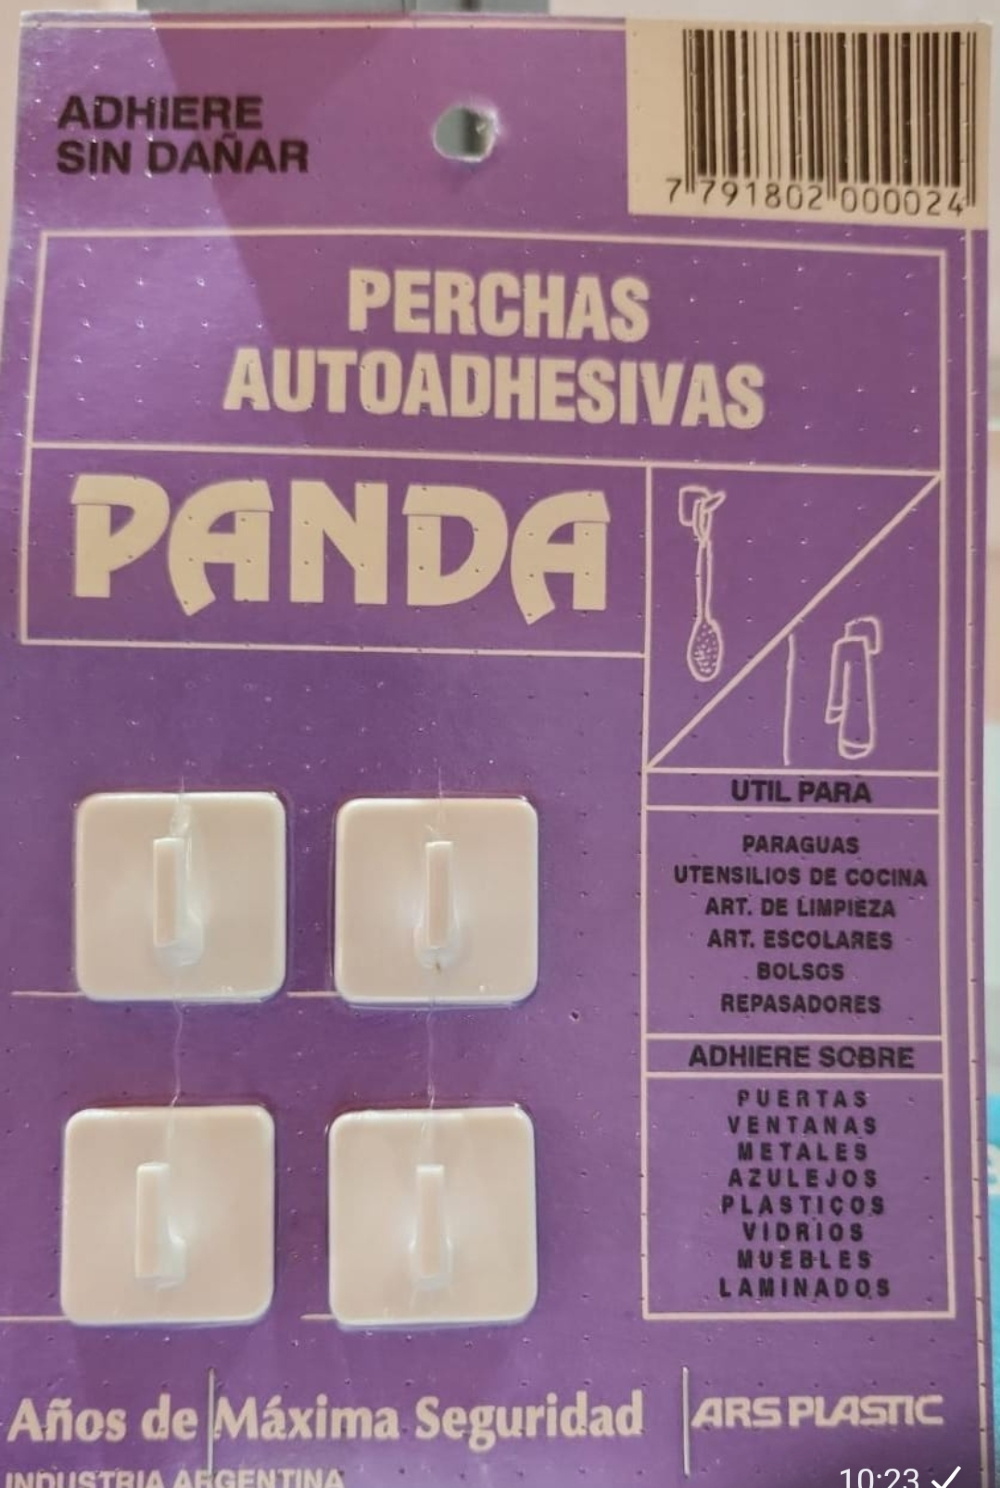 ADHIERE
SIN DAÑAR
7 791802 000024
PERCHAS
AUTOADHESIVAS
PANDA
UTIL PARA
PARAGUAS
UTENSILIOS DE COCINA
ART. DE LIMPIEZA
ART. ESCOLARES
BOLSOS
REPASADORES
ADHIERE SOBRE
PUERTAS
VENTANAS
METALES
AZULEJOS
PLASTICOS
VIDRIOS
MUEBLES
LAMINADOS
Años de Máxima Seguridad
ARS PLASTIC
INDUSTRIA ARGENTINA
10:23